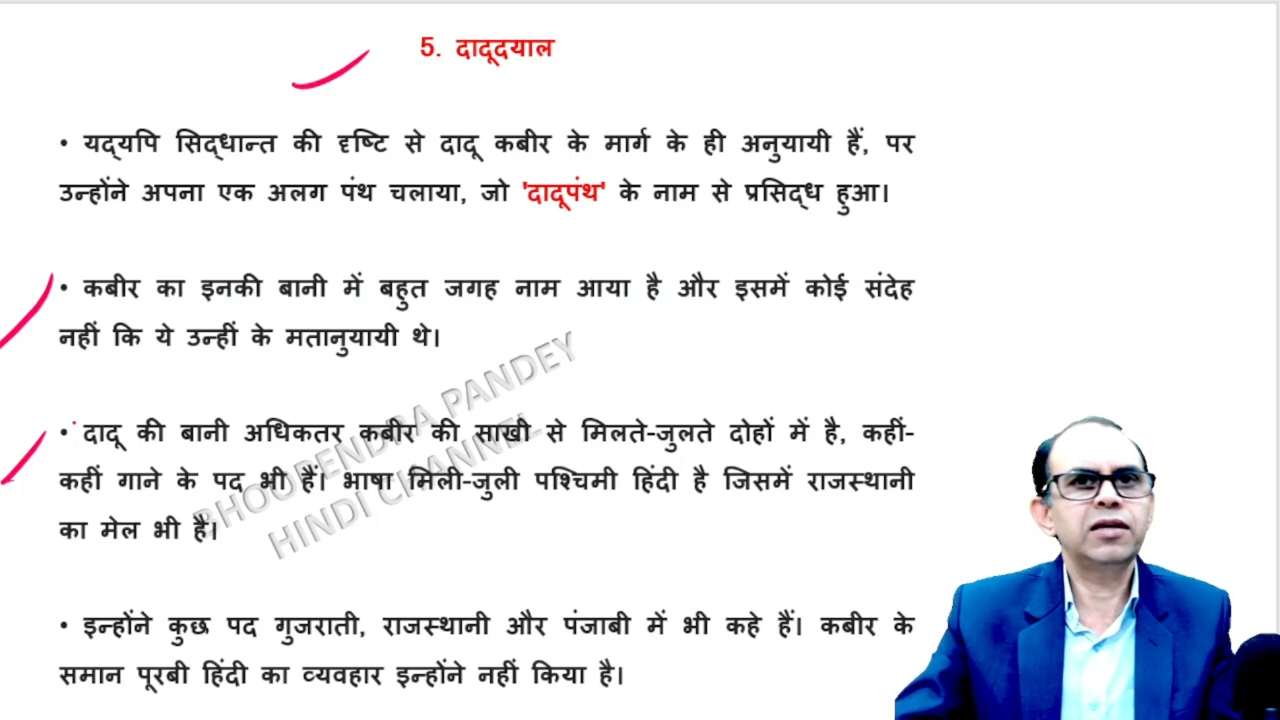 5. दादूदयाल
• यद्यपि सिद्धान्त की दृष्टि से दादू कबीर के मार्ग के ही अनुयायी हैं, पर
उन्होंने अपना एक अलग पंथ चलाया, जो 'दादूपंथ' के नाम से प्रसिद्ध हुआ।
• कबीर का इनकी बानी में बहुत जगह नाम आया है और इसमें कोई संदेह
नहीं कि ये उन्हीं के मतानुयायी थे।
• दादू की बानी अधिकतर कबीर की साखी से मिलते-जुलते दोहों में है, कहीं-
कहीं गाने के पद भी हैं। भाषा मिली-जुली पश्चिमी हिंदी है जिसमें राजस्थानी
का मेल भी है।
• इन्होंने कुछ पद गुजराती, राजस्थानी और पंजाबी में भी कहे हैं। कबीर के
समान पूरबी हिंदी का व्यवहार इन्होंने नहीं किया है।
BHOOPENDRA PANDEY
HINDI CHANNEL